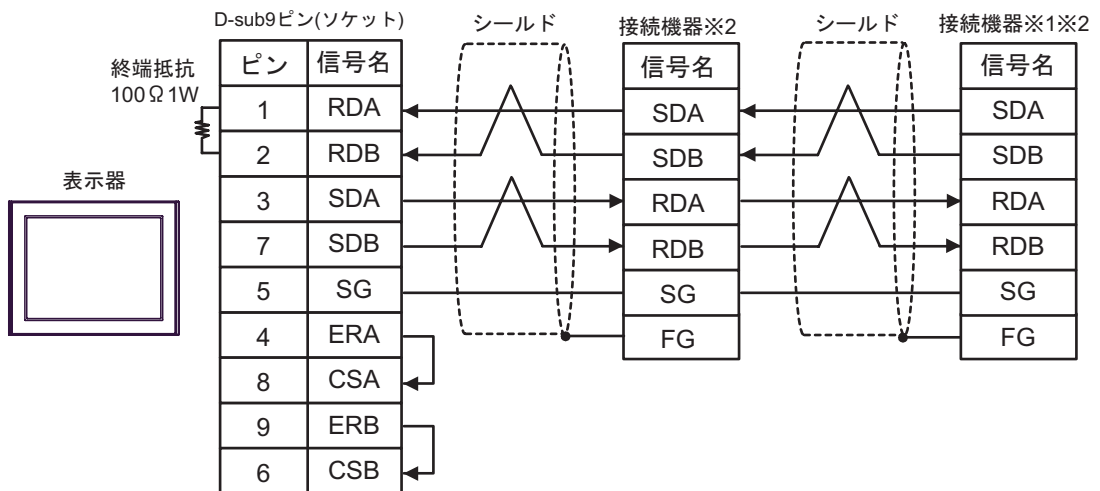 D-sub9ピン(ソケット)
シールド
接続機器※2
シールド
接続機器※1※2
終端抵抗
100Ω1W
表示器
ピン 信号名
1 RDA
2 RDB
3 SDA
7 SDB
5 SG
4 ERA
8 CSA
9 ERB
6 CSB
信号名
SDA
SDB
RDA
RDB
SG
FG
信号名
SDA
SDB
RDA
RDB
SG
FG